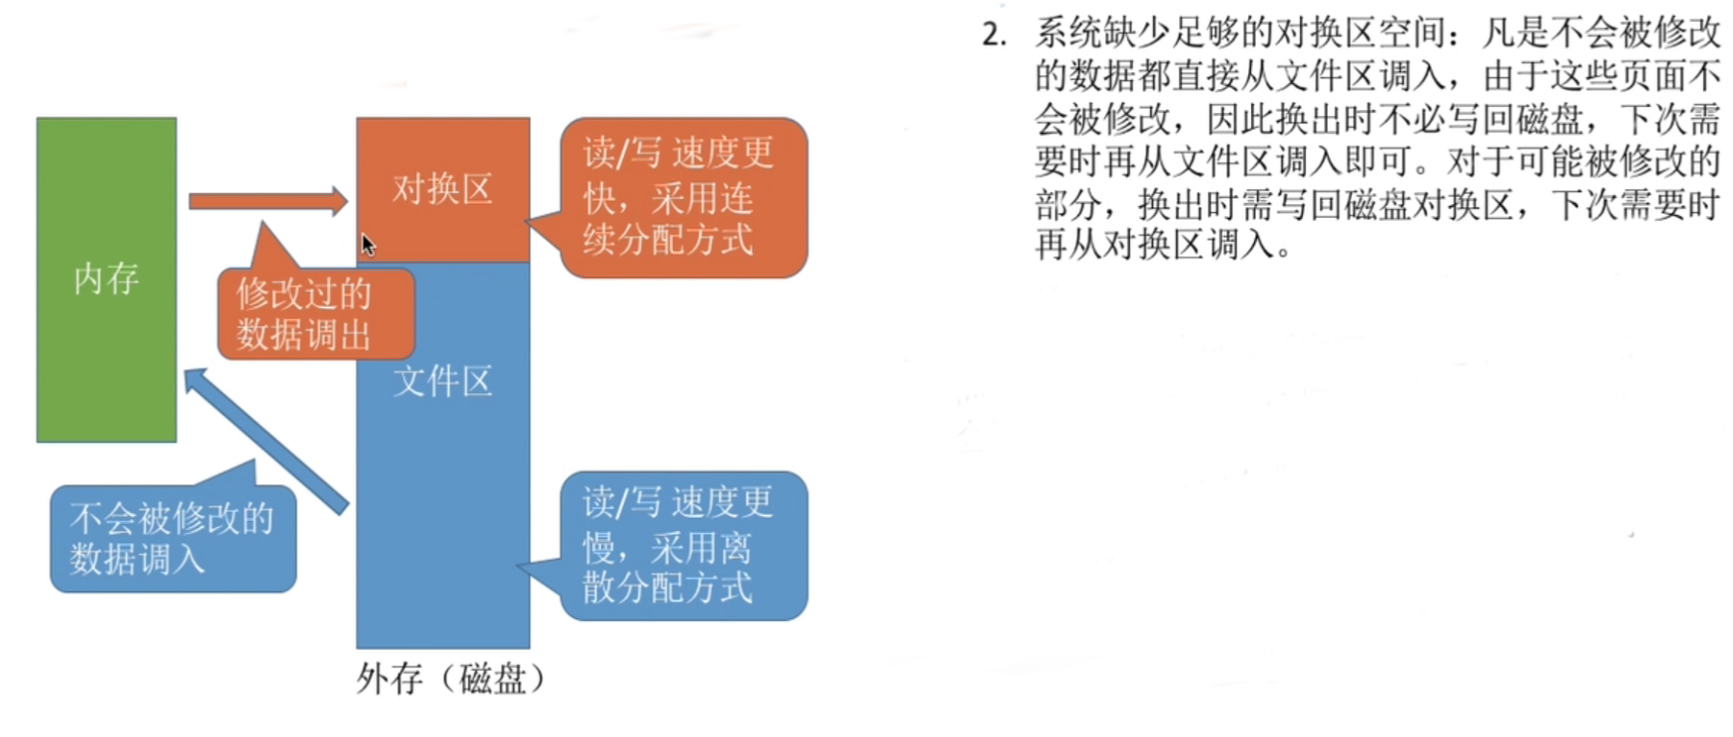 2. 系统缺少足够的对换区空间：凡是不会被修改
的数据都直接从文件区调入，由于这些页面不
会被修改，因此换出时不必写回磁盘，下次需
要时再从文件区调入即可。对于可能被修改的
部分，换出时需写回磁盘对换区，下次需要时
再从对换区调入。
内存
对换区
读/写 速度更
快，采用连
续分配方式
修改过的
数据调出
文件区
不会被修改的
数据调入
读/写 速度更
慢，采用离
散分配方式
外存（磁盘）